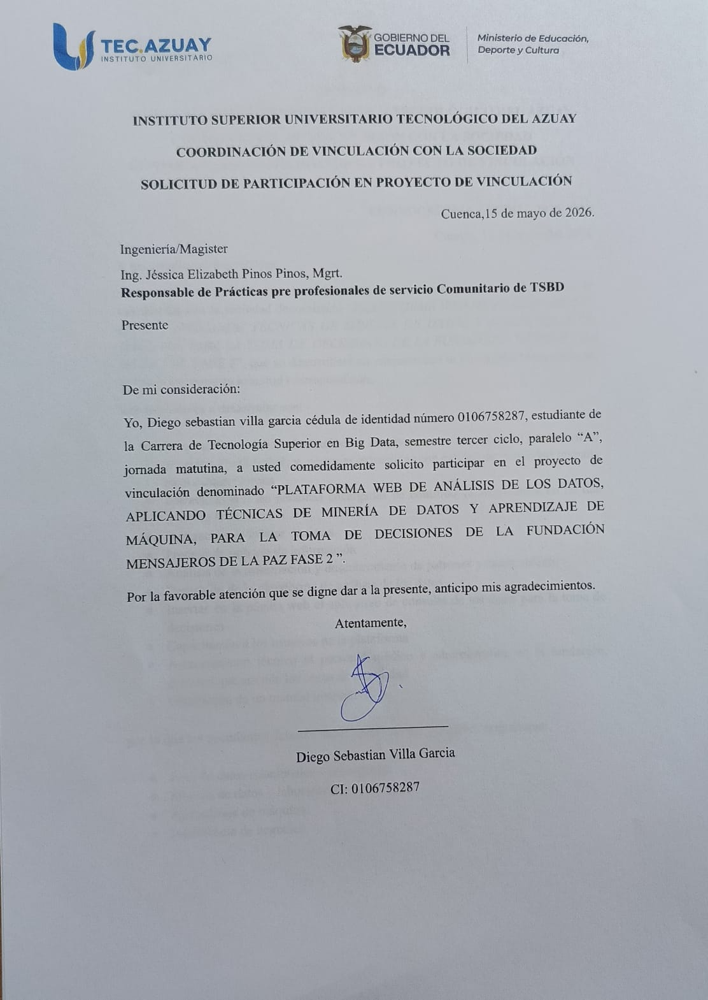 TEC.AZUAY
INSTITUTO UNIVERSITARIO
GOBIERNO DEL
ECUADOR
Ministerio de Educación,
Deporte y Cultura
INSTITUTO SUPERIOR UNIVERSITARIO TECNOLÓGICO DEL AZUAY
COORDINACIÓN DE VINCULACIÓN CON LA SOCIEDAD
SOLICITUD DE PARTICIPACIÓN EN PROYECTO DE VINCULACIÓN
Cuenca,15 de mayo de 2026.
Ingeniería/Magister
Ing. Jéssica Elizabeth Pinos Pinos, Mgrt.
Responsable de Prácticas pre profesionales de servicio Comunitario de TSBD
Presente
De mi consideración:
Yo, Diego sebastian villa garcia cédula de identidad número 0106758287, estudiante de
la Carrera de Tecnología Superior en Big Data, semestre tercer ciclo, paralelo “A”,
jornada matutina, a usted comedidamente solicito participar en el proyecto de
vinculación denominado “PLATAFORMA WEB DE ANÁLISIS DE LOS DATOS,
APLICANDO TÉCNICAS DE MINERÍA DE DATOS Y APRENDIZAJE DE
MÁQUINA, PARA LA TOMA DE DECISIONES DE LA FUNDACIÓN
MENSAJEROS DE LA PAZ FASE 2 ”.
Por la favorable atención que se digne dar a la presente, anticipo mis agradecimientos.
Atentamente,
Diego Sebastian Villa Garcia
CI: 0106758287